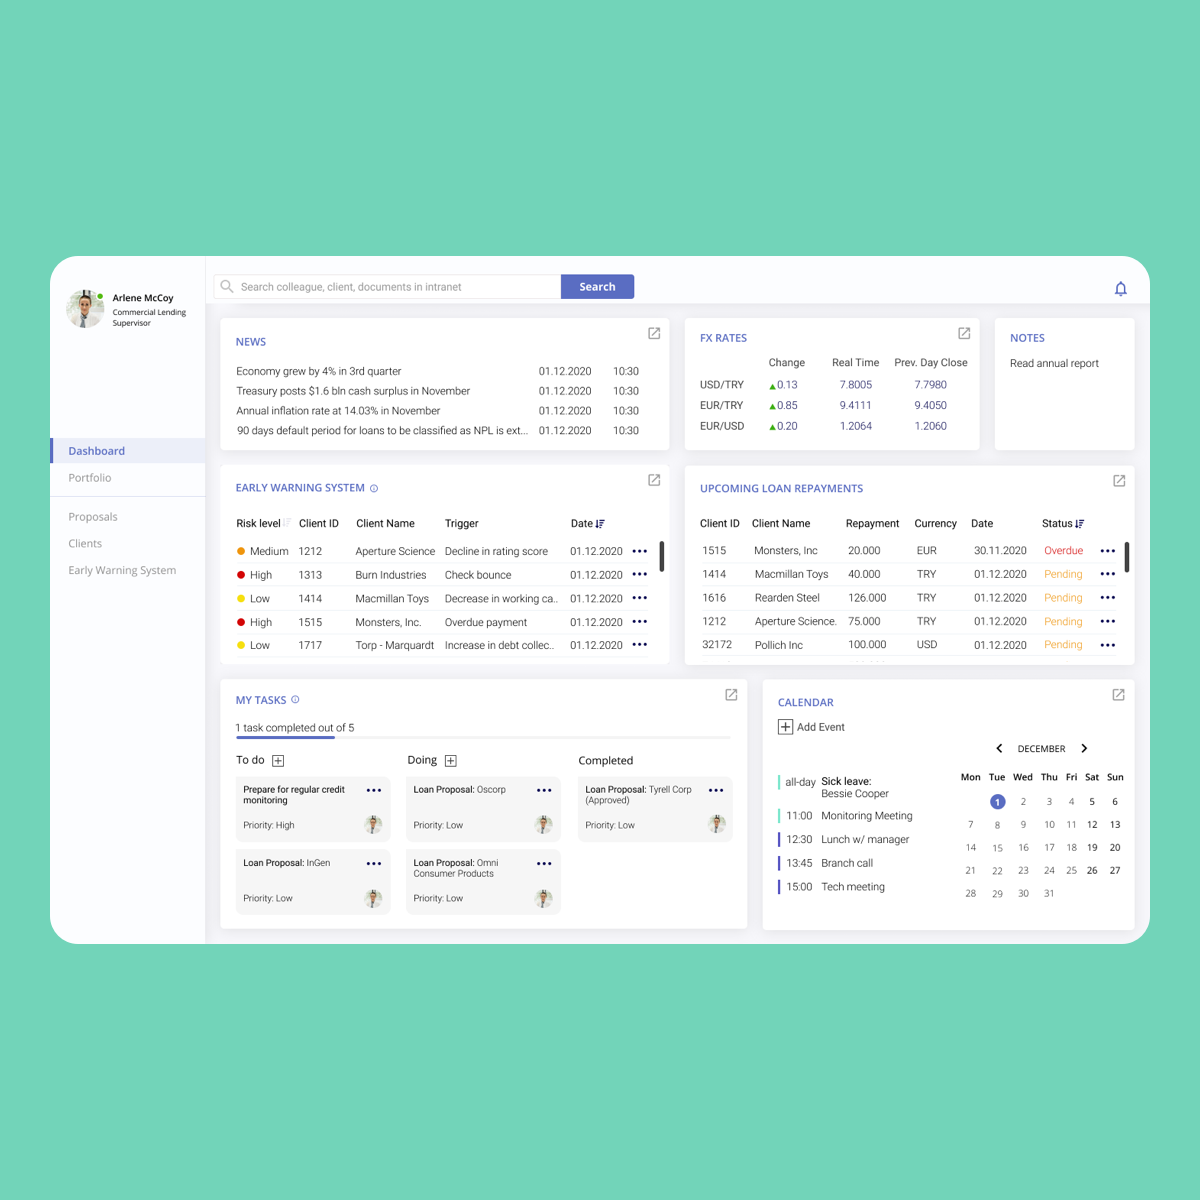 Arlene McCoy
Commercial Lending
Supervisor
Dashboard
Portfolio
Proposals
Clients
Early Warning System
Search colleague, client, documents in intranet
Search
NEWS
Economy grew by 4% in 3rd quarter 01.12.2020 10:30
Treasury posts $1.6 bln cash surplus in November 01.12.2020 10:30
Annual inflation rate at 14.03% in November 01.12.2020 10:30
90 days default period for loans to be classified as NPL is ext... 01.12.2020 10:30
FX RATES
Change Real Time Prev. Day Close
USD/TRY 0.13 7.8005 7.7980
EUR/TRY 0.85 9.4111 9.4050
EUR/USD 0.20 1.2064 1.2060
NOTES
Read annual report
EARLY WARNING SYSTEM
Risk level Client ID Client Name Trigger Date
Medium 1212 Aperture Science Decline in rating score 01.12.2020
High 1313 Burn Industries Check bounce 01.12.2020
Low 1414 Macmillan Toys Decrease in working ca.. 01.12.2020
High 1515 Monsters, Inc. Overdue payment 01.12.2020
Low 1717 Torp - Marquardt Increase in debt collec.. 01.12.2020
UPCOMING LOAN REPAYMENTS
Client ID Client Name Repayment Currency Date Status
1515 Monsters, Inc 20.000 EUR 30.11.2020 Overdue
1414 Macmillan Toys 40.000 TRY 01.12.2020 Pending
1616 Rearden Steel 126.000 TRY 01.12.2020 Pending
1212 Aperture Science. 75.000 TRY 01.12.2020 Pending
32172 Pollich Inc 100.000 USD 01.12.2020 Pending
MY TASKS
1 task completed out of 5
To do
Prepare for regular credit
monitoring
Priority: High
Loan Proposal: InGen
Priority: Low
Doing
Loan Proposal: Oscorp
Priority: Low
Loan Proposal: Omni
Consumer Products
Priority: Low
Completed
Loan Proposal: Tyrell Corp
(Approved)
Priority: Low
CALENDAR
Add Event
all-day Sick leave:
Bessie Cooper
11:00 Monitoring Meeting
12:30 Lunch w/ manager
13:45 Branch call
15:00 Tech meeting
DECEMBER
Mon Tue Wed Thu Fri Sat Sun
1 2 3 4 5 6
7 8 9 10 11 12 13
14 15 16 17 18 19 20
21 22 23 24 25 26 27
28 29 30 31